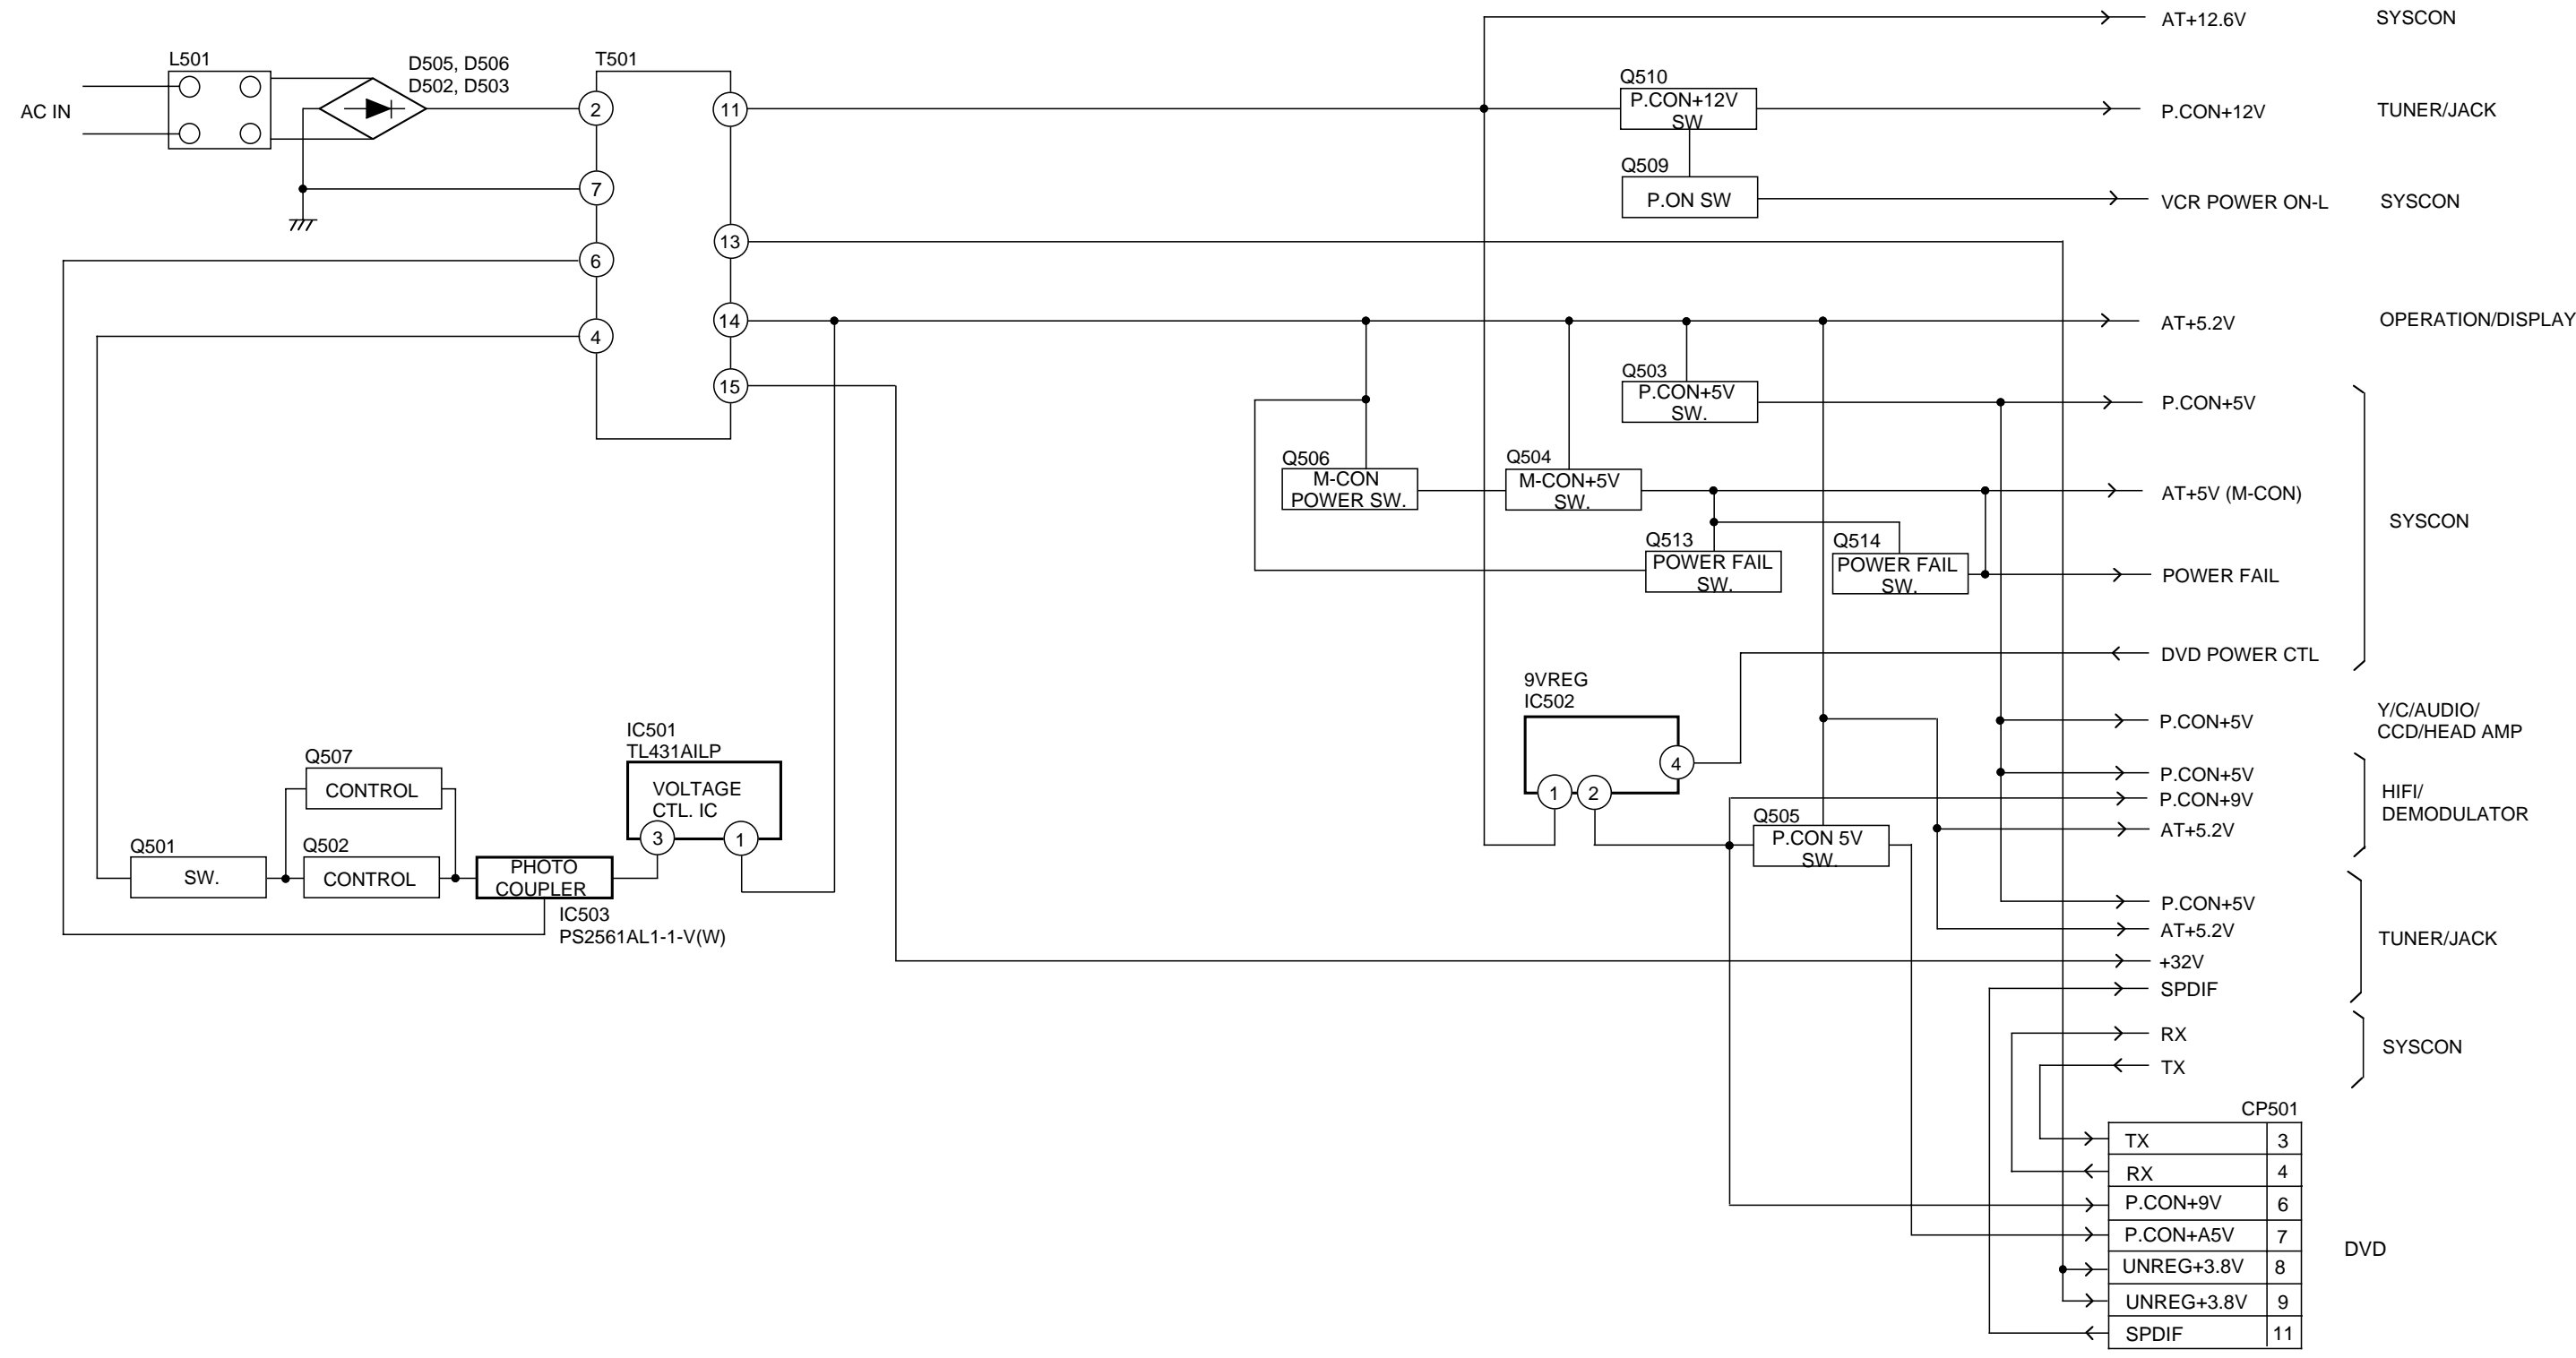 AT+12.6V
SYSCON
L501
D505, D506
D502, D503
T501
AC IN
2
11
Q510
P.CON+12V
SW
P.CON+12V
TUNER/JACK
7
Q509
P.ON SW
VCR POWER ON-L
SYSCON
6
13
4
14
AT+5.2V
OPERATION/DISPLAY
15
Q503
P.CON+5V
SW.
P.CON+5V
Q506
M-CON
POWER SW.
Q504
M-CON+5V
SW.
AT+5V (M-CON)
SYSCON
Q513
POWER FAIL
SW.
Q514
POWER FAIL
SW.
POWER FAIL
DVD POWER CTL
9VREG
IC502
4
1
2
P.CON+5V
Y/C/AUDIO/
CCD/HEAD AMP
IC501
TL431AILP
VOLTAGE
CTL. IC
3
1
Q507
CONTROL
P.CON+5V
P.CON+9V
AT+5.2V
HIFI/
DEMODULATOR
Q505
P.CON 5V
SW.
Q501
SW.
Q502
CONTROL
PHOTO
COUPLER
IC503
PS2561AL1-1-V(W)
P.CON+5V
AT+5.2V
+32V
SPDIF
TUNER/JACK
RX
TX
SYSCON
CP501
TX 3
RX 4
P.CON+9V 6
P.CON+A5V 7
UNREG+3.8V 8
UNREG+3.8V 9
SPDIF 11
DVD